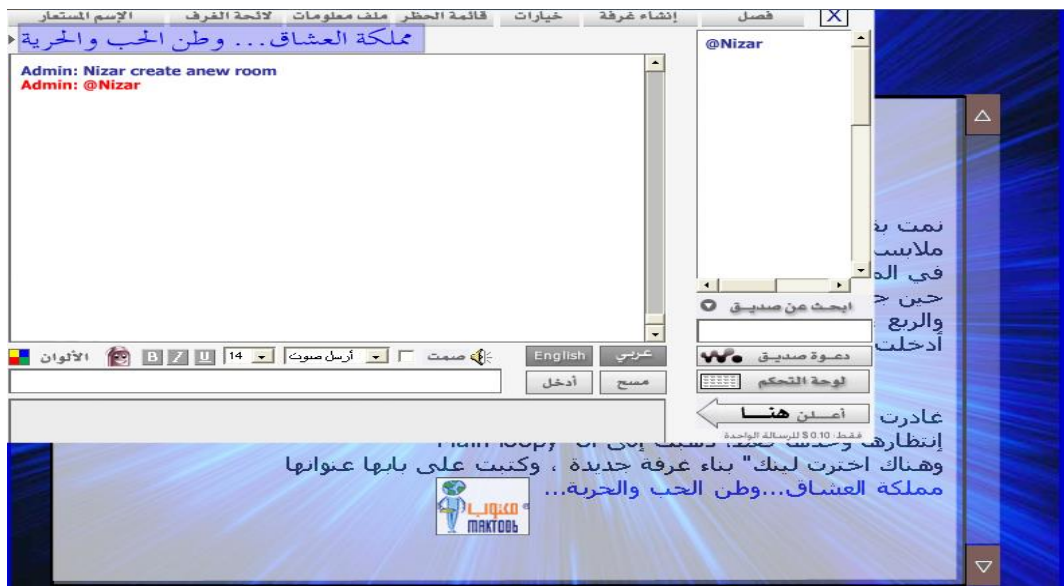 فصل إنشاء غرفة خيارات قائمة الحظر ملف معلومات لائحة الغرف الإسم المستعار
X
مملكة العشاق... وطن الحب والحرية
@Nizar
Admin: Nizar create anew room
Admin: @Nizar
نمت
في
حين
ابحث عن صديق
والربع
أدخلت
صمت أرسل صوت 14 U I B الألوان
English عربي
دعوة صديق
أدخل مسح
لوحة التحكم
أعلن هنا
غادرت
فقط: 0.10$ للرسالة الواحدة
وهناك اخترت لينك" بناء غرفة جديدة ، وكتبت على بابها عنوانها
مملكة العشاق...وطن الحب والحرية...
مكتوب
MAKTOOB